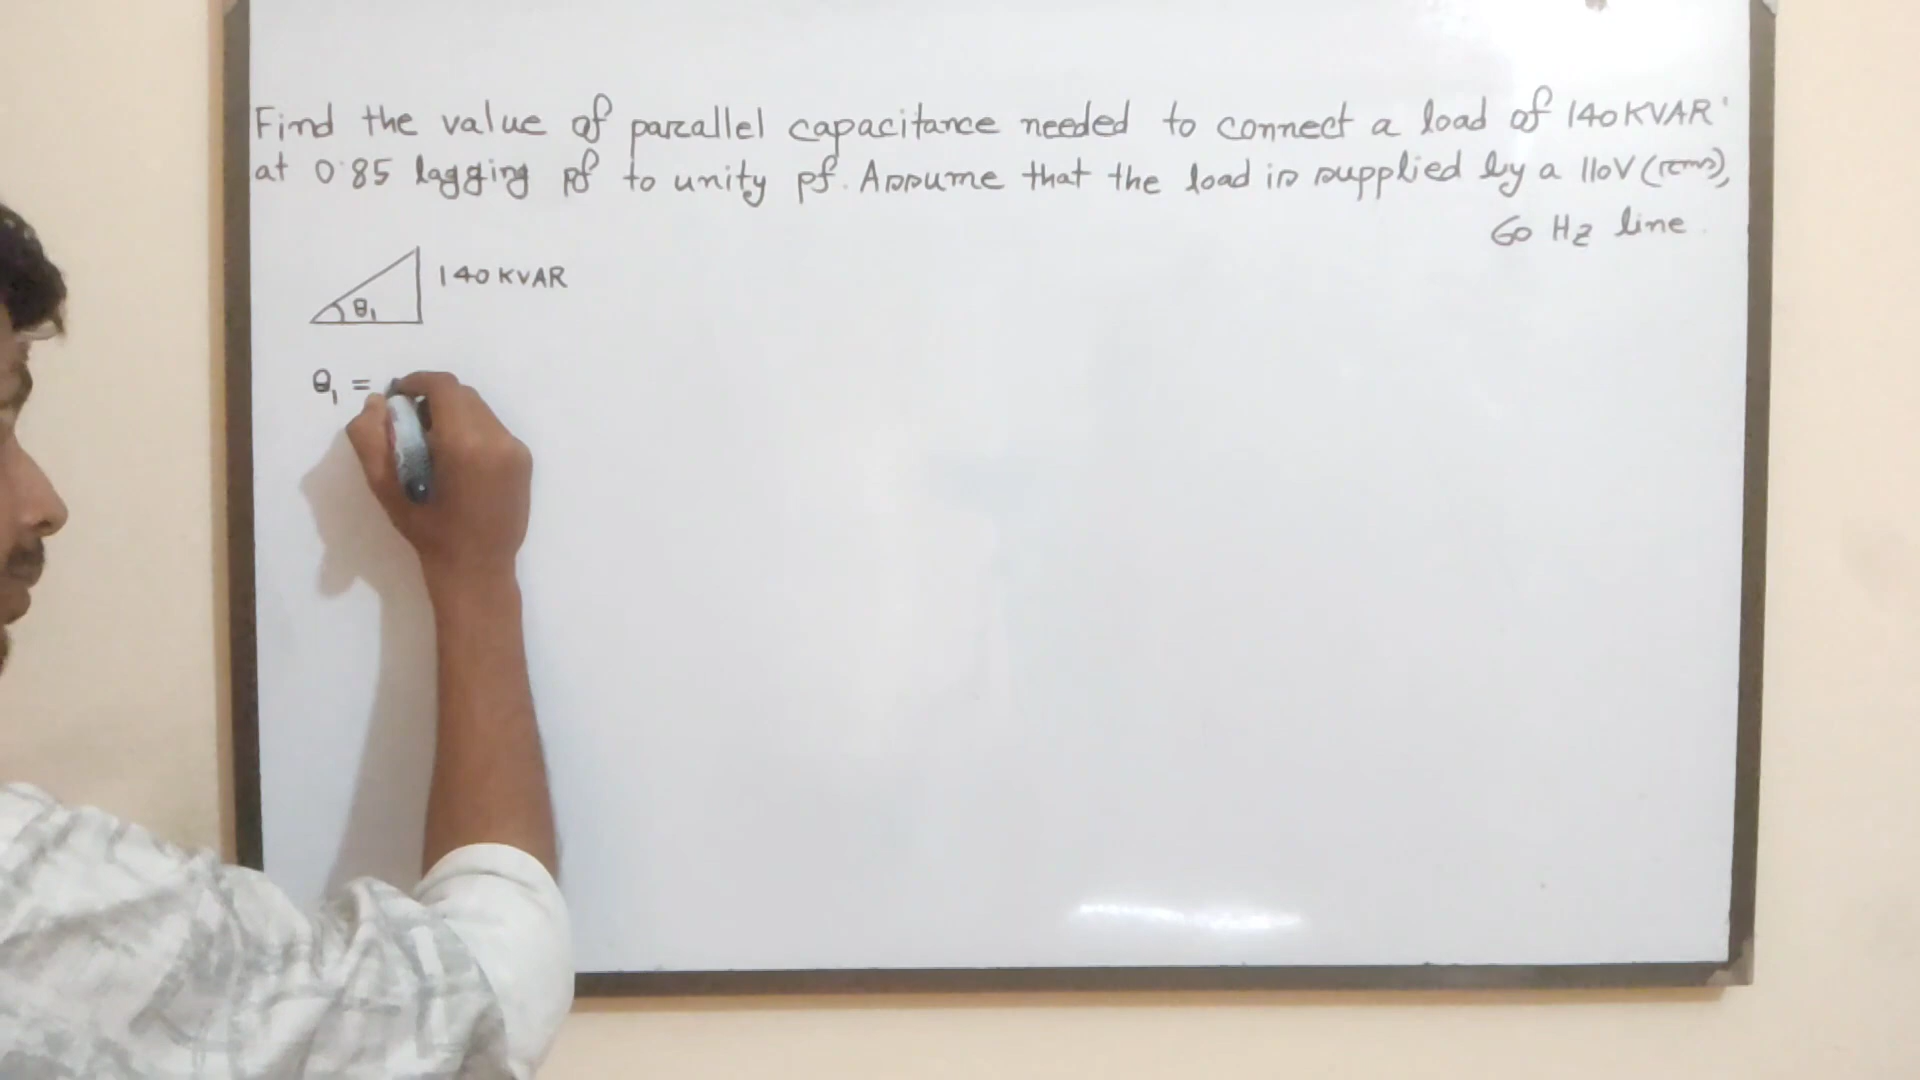 Find the value of parallel capacitance needed to connect a load of 140KVAR
at 0.85 lagging pf to unity pf. Assume that the load is supplied by a 110V (rms),
60 Hz line.
140 KVAR
θ₁
θ₁ =